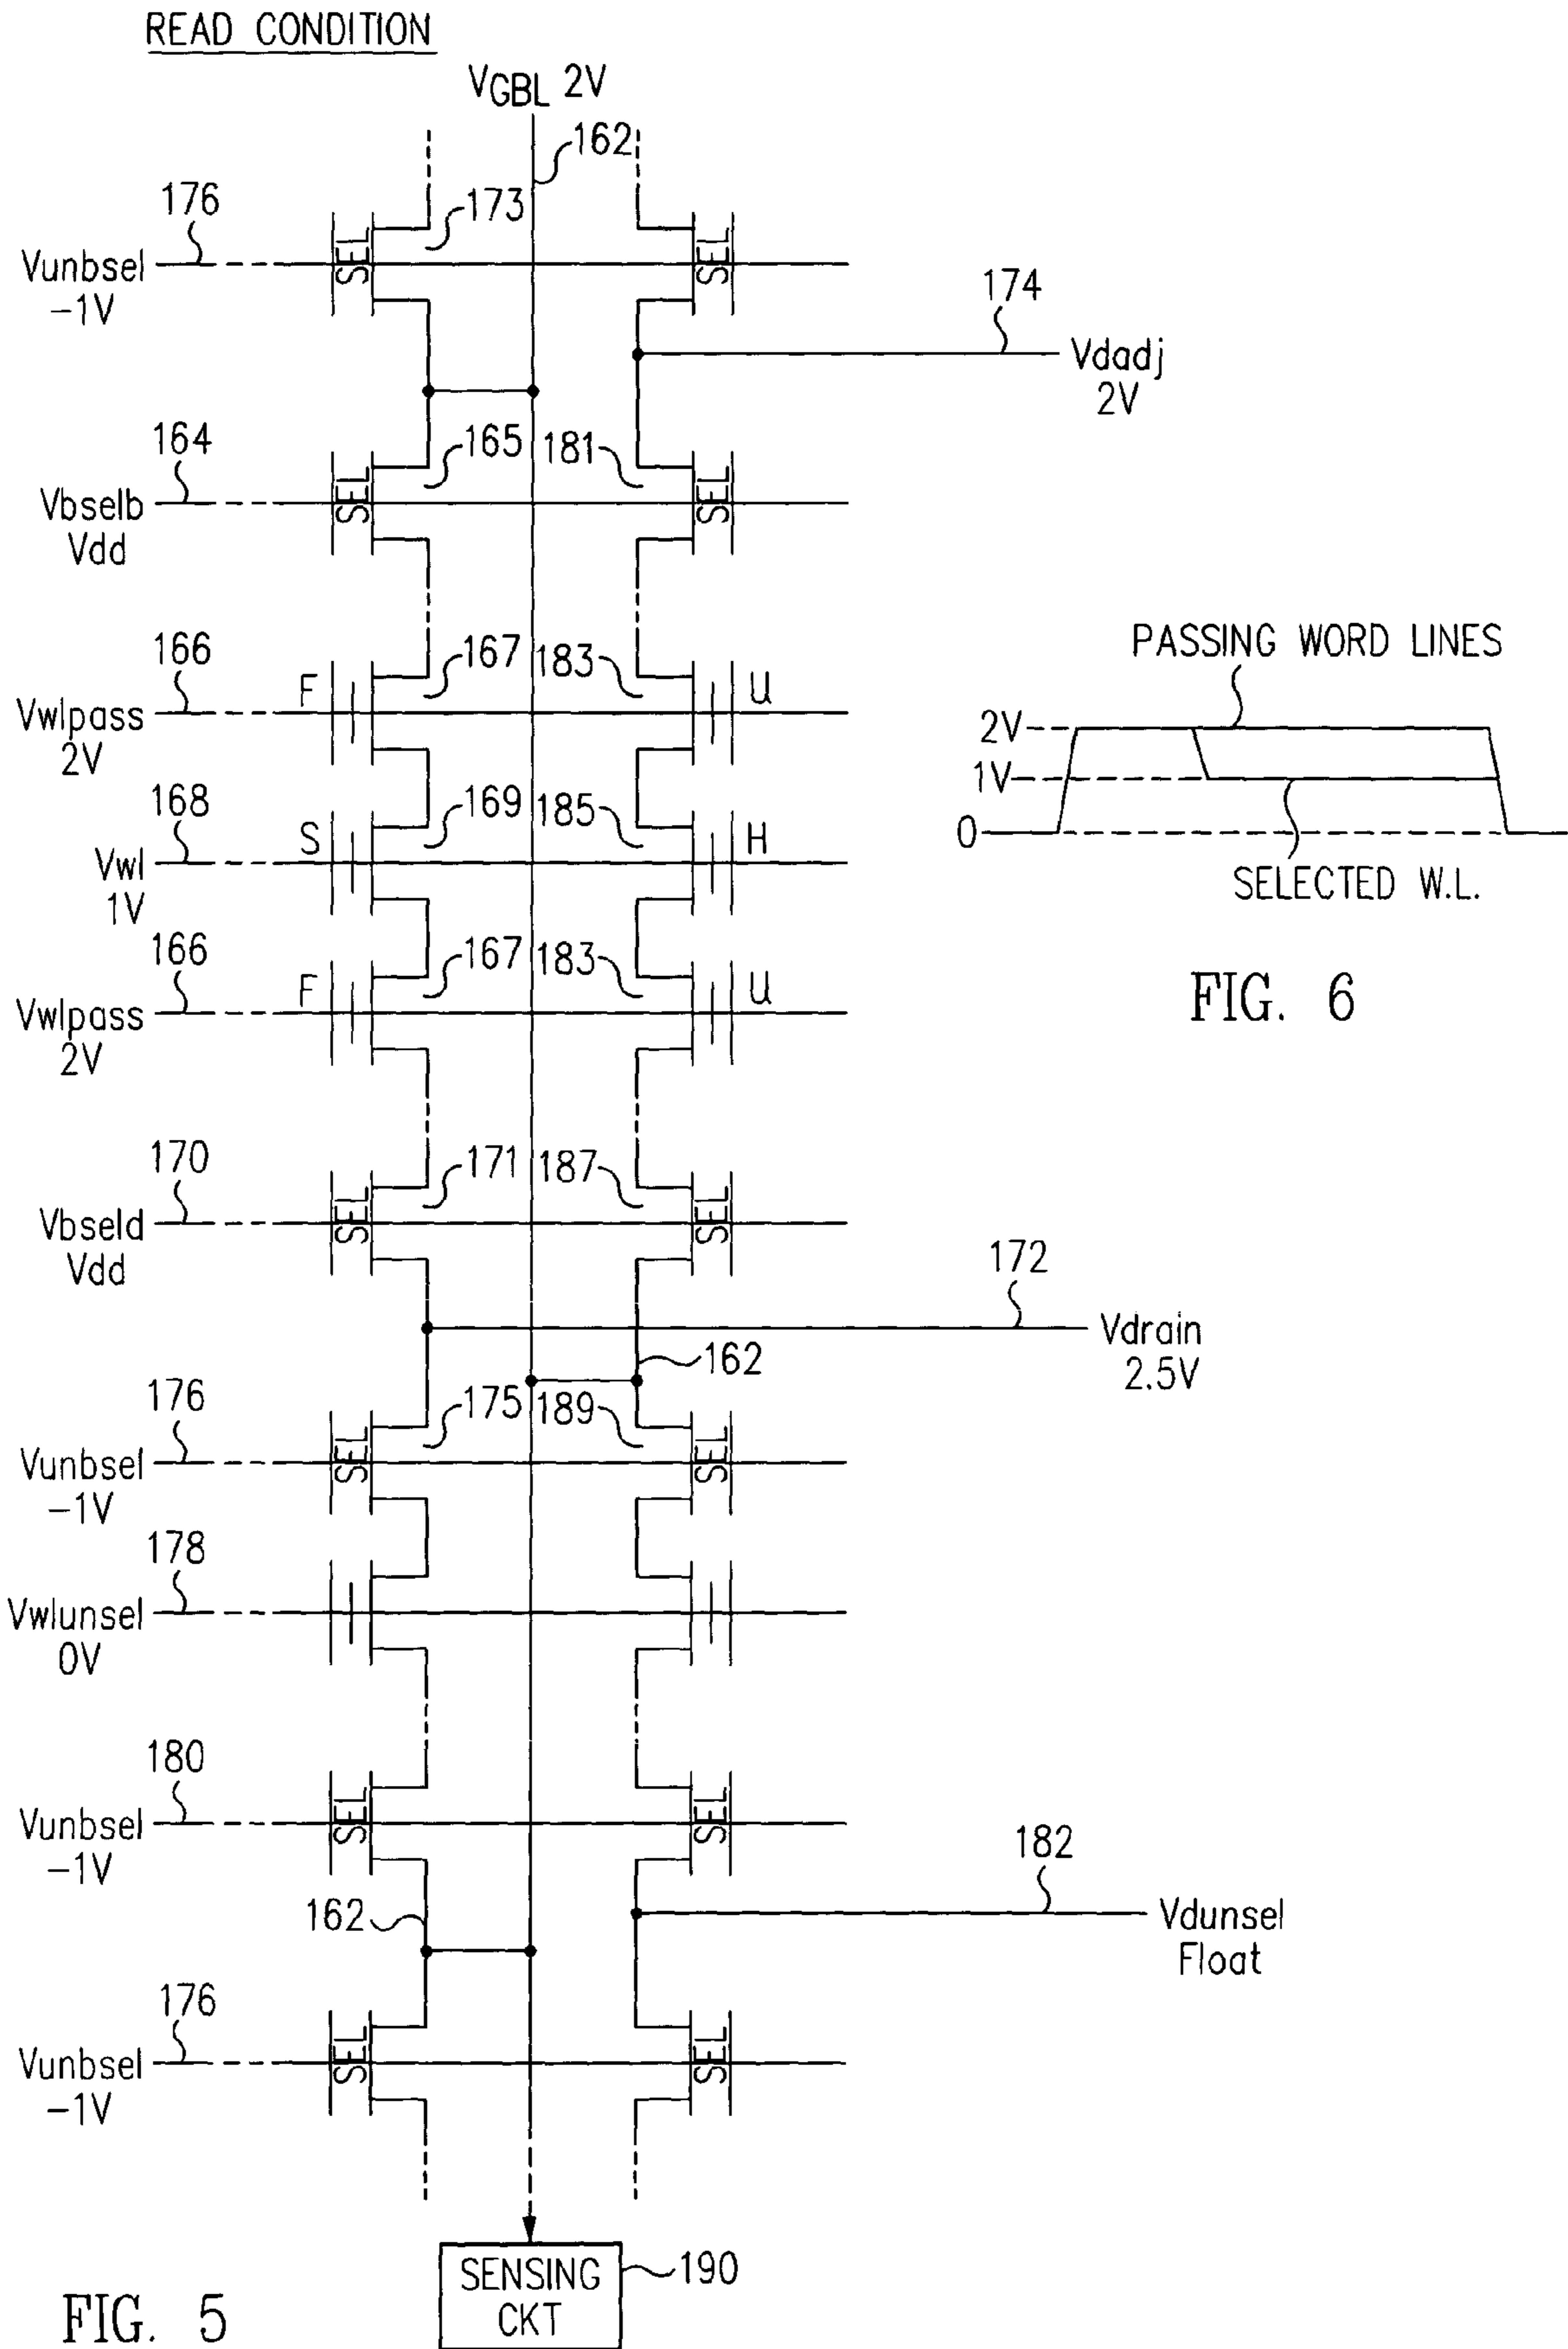 READ CONDITION
VGBL 2V
162
176
173
Vunbsel
-1V
SEL
SEL
174
Vdadj
2V
164
165
181
Vbselb
Vdd
SEL
SEL
166
F
167
183
U
Vwlpass
2V
168
S
169
185
H
Vwl
1V
166
F
167
183
U
Vwlpass
2V
PASSING WORD LINES
2V
1V
0
SELECTED W.L.
FIG. 6
170
171
187
Vbseld
Vdd
SEL
SEL
172
Vdrain
2.5V
162
176
175
189
Vunbsel
-1V
SEL
SEL
178
Vwlunsel
0V
180
Vunbsel
-1V
SEL
SEL
182
Vdunsel
Float
162
176
Vunbsel
-1V
SEL
SEL
SENSING
CKT
190
FIG. 5